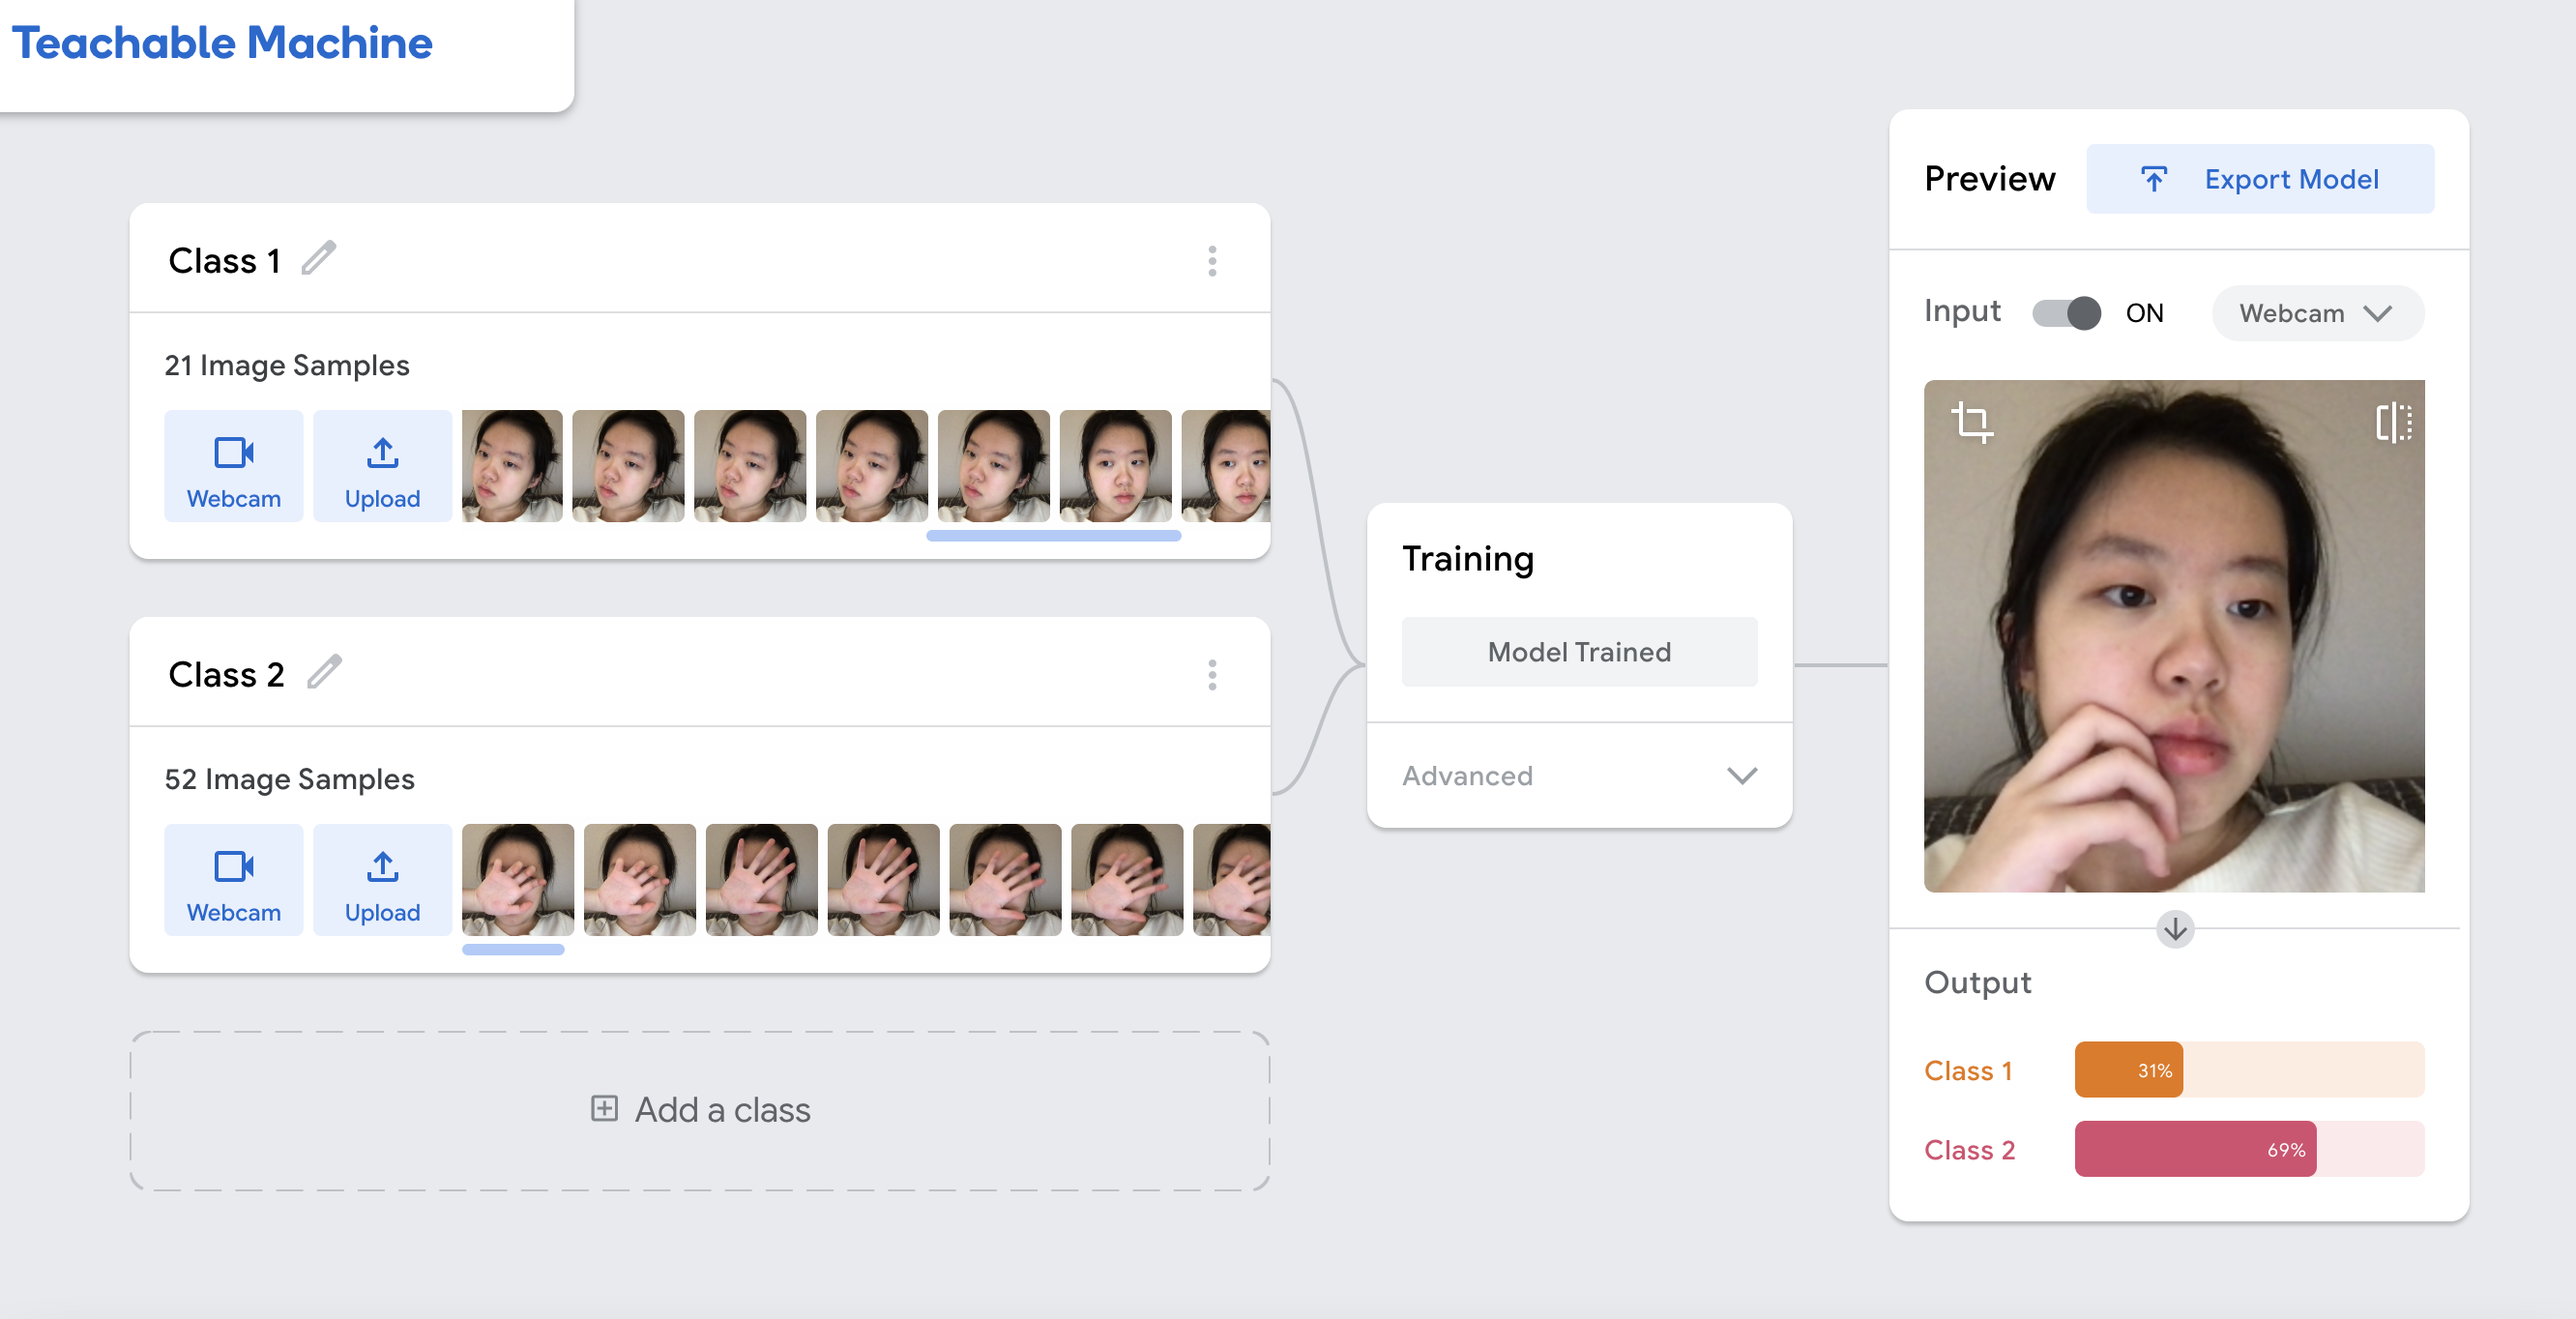 Teachable Machine
Class 1
21 Image Samples
Webcam
Upload
Class 2
52 Image Samples
Webcam
Upload
Add a class
Training
Model Trained
Advanced
Preview
Export Model
Input
ON
Webcam
Output
Class 1
31%
Class 2
69%